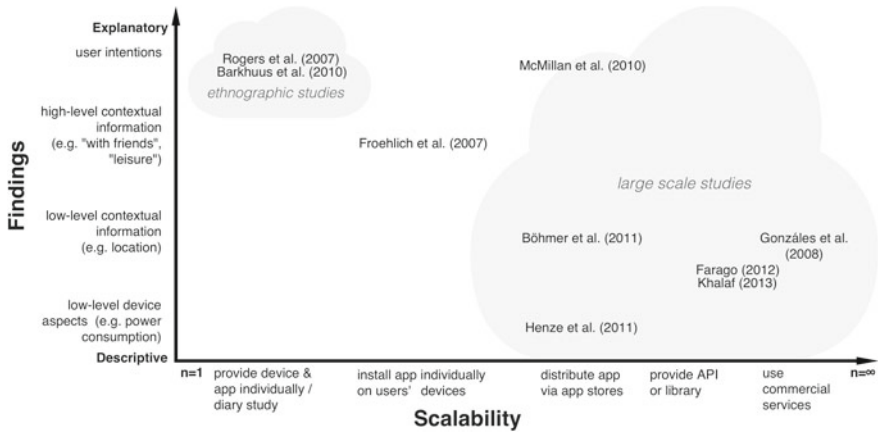 Explanatory
user intentions
Rogers et al. (2007)
Barkhuus et al. (2010)
ethnographic studies
McMillan et al. (2010)
high-level contextual
information
(e.g. "with friends",
"leisure")
Froehlich et al. (2007)
large scale studies
Findings
low-level contextual
information
(e.g. location)
Böhmer et al. (2011)
Gonzáles et al.
(2008)
Farago (2012)
Khalaf (2013)
low-level device
aspects (e.g. power
consumption)
Henze et al. (2011)
Descriptive
n=1
provide device &
app individually /
diary study
install app individually
on users' devices
distribute app
via app stores
provide API
or library
use
commercial
services
n=∞
Scalability